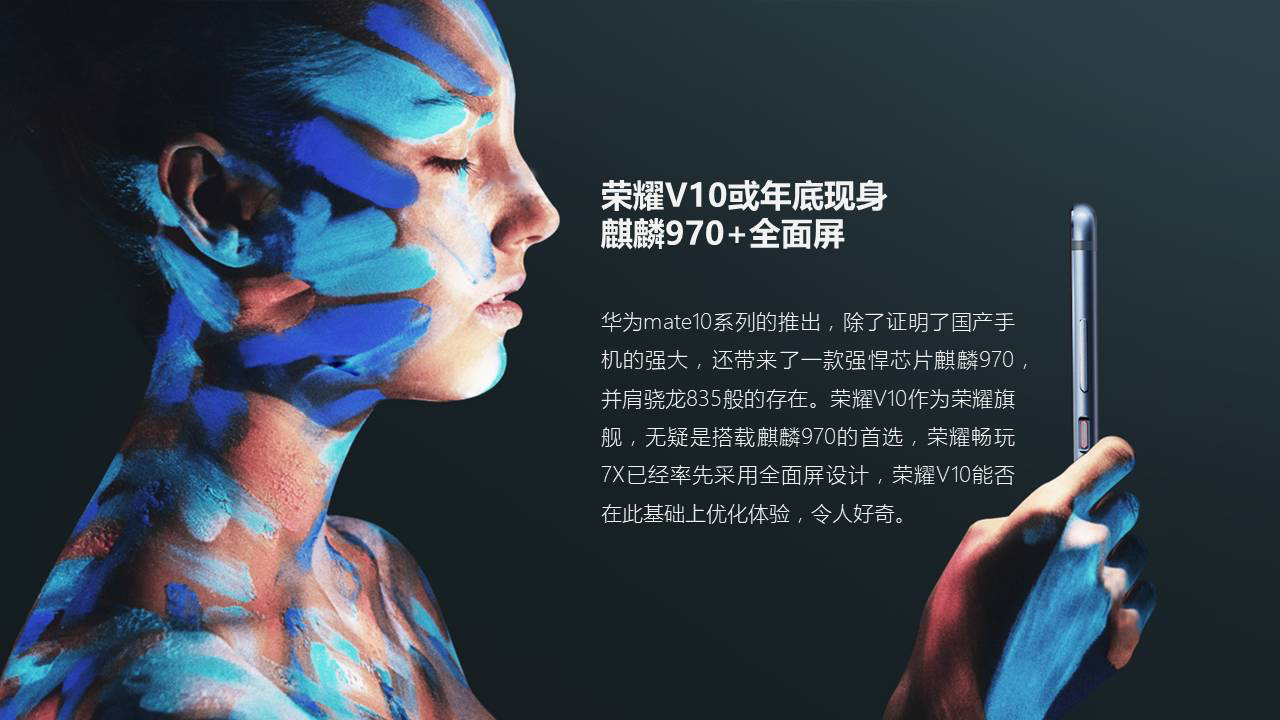 荣耀V10或年底现身
麒麟970+全面屏
华为mate10系列的推出，除了证明了国产手
机的强大，还带来了一款强悍芯片麒麟970，
并肩骁龙835般的存在。荣耀V10作为荣耀旗
舰，无疑是搭载麒麟970的首选，荣耀畅玩
7X已经率先采用全面屏设计，荣耀V10能否
在此基础上优化体验，令人好奇。